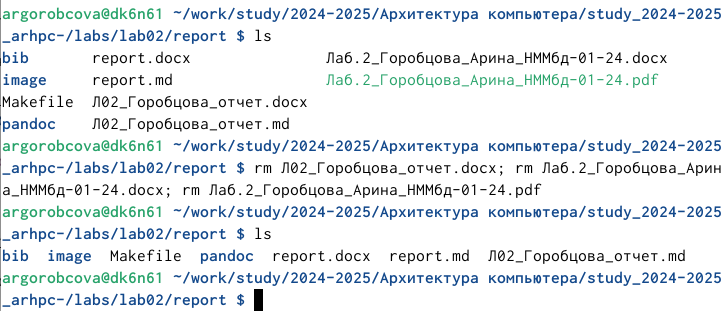 argorobcova@dk6n61 ~/work/study/2024-2025/Архитектура компьютера/study_2024-2025
_arhpc-/labs/lab02/report $ ls
bib report.docx Лаб.2_Горобцова_Арина_НММбд-01-24.docx
image report.md Лаб.2_Горобцова_Арина_НММбд-01-24.pdf
Makefile Л02_Горобцова_отчет.docx
pandoc Л02_Горобцова_отчет.md
argorobcova@dk6n61 ~/work/study/2024-2025/Архитектура компьютера/study_2024-2025
_arhpc-/labs/lab02/report $ rm Л02_Горобцова_отчет.docx; rm Лаб.2_Горобцова_Арин
а_НММбд-01-24.docx; rm Лаб.2_Горобцова_Арина_НММбд-01-24.pdf
argorobcova@dk6n61 ~/work/study/2024-2025/Архитектура компьютера/study_2024-2025
_arhpc-/labs/lab02/report $ ls
bib image Makefile pandoc report.docx report.md Л02_Горобцова_отчет.md
argorobcova@dk6n61 ~/work/study/2024-2025/Архитектура компьютера/study_2024-2025
_arhpc-/labs/lab02/report $